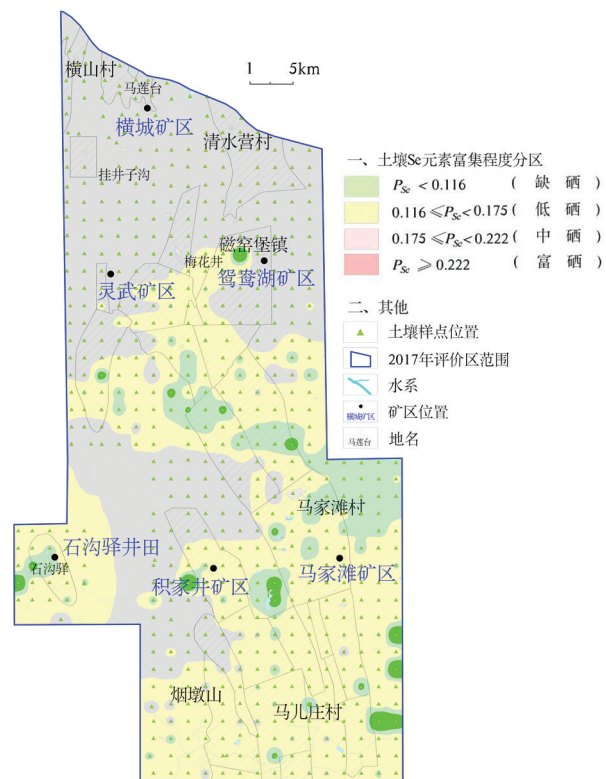 横山村
马莲台
横城矿区
清水营村
挂井子沟
磁窑堡镇
梅花井
鸳鸯湖矿区
灵武矿区
马家滩村
石沟驿井田
石沟驿
积家井矿区
马家滩矿区
烟墩山
马儿庄村
1 5km
一、土壤Se元素富集程度分区
P_Se < 0.116 ( 缺 硒 )
0.116 ≤ P_Se < 0.175 ( 低 硒 )
0.175 ≤ P_Se < 0.222 ( 中 硒 )
P_Se ≥ 0.222 ( 富 硒 )
二、其他
土壤样点位置
2017年评价区范围
水系
横城矿区 矿区位置
马莲台 地名